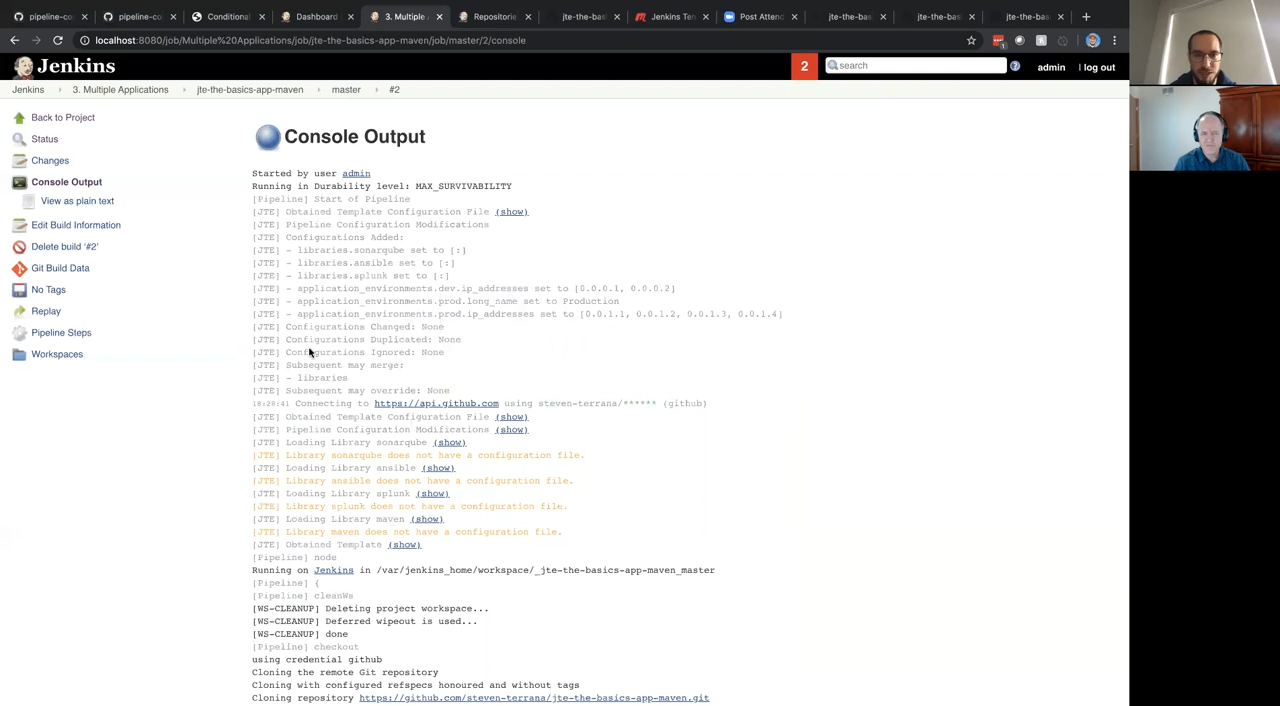 pipeline-co
pipeline-co
Conditional
Dashboard
3. Multiple
Repositorie
jte-the-basi
Jenkins Ten
Post Attend
jte-the-basi
jte-the-basi
jte-the-basi
localhost:8080/job/Multiple%20Applications/job/jte-the-basics-app-maven/job/master/2/console
Jenkins
2
search
admin
| log out
Jenkins
3. Multiple Applications
jte-the-basics-app-maven
master
#2
Back to Project
Status
Changes
Console Output
View as plain text
Edit Build Information
Delete build ‘#2’
Git Build Data
No Tags
Replay
Pipeline Steps
Workspaces
Console Output
Started by user admin
Running in Durability level: MAX_SURVIVABILITY
[Pipeline] Start of Pipeline
[JTE] Obtained Template Configuration File (show)
[JTE] Pipeline Configuration Modifications
[JTE] Configurations Added:
[JTE] - libraries.sonarqube set to [:]
[JTE] - libraries.ansible set to [:]
[JTE] - libraries.splunk set to [:]
[JTE] - application_environments.dev.ip_addresses set to [0.0.0.1, 0.0.0.2]
[JTE] - application_environments.prod.long_name set to Production
[JTE] - application_environments.prod.ip_addresses set to [0.0.1.1, 0.0.1.2, 0.0.1.3, 0.0.1.4]
[JTE] Configurations Changed: None
[JTE] Configurations Duplicated: None
[JTE] Configurations Ignored: None
[JTE] Subsequent may merge:
[JTE] - libraries
[JTE] Subsequent may override: None
18:28:41 Connecting to https://api.github.com using steven-terrana/****** (github)
[JTE] Obtained Template Configuration File (show)
[JTE] Pipeline Configuration Modifications (show)
[JTE] Loading Library sonarqube (show)
[JTE] Library sonarqube does not have a configuration file.
[JTE] Loading Library ansible (show)
[JTE] Library ansible does not have a configuration file.
[JTE] Loading Library splunk (show)
[JTE] Library splunk does not have a configuration file.
[JTE] Loading Library maven (show)
[JTE] Library maven does not have a configuration file.
[JTE] Obtained Template (show)
[Pipeline] node
Running on Jenkins in /var/jenkins_home/workspace/_jte-the-basics-app-maven_master
[Pipeline] {
[Pipeline] cleanWs
[WS-CLEANUP] Deleting project workspace...
[WS-CLEANUP] Deferred wipeout is used...
[WS-CLEANUP] done
[Pipeline] checkout
using credential github
Cloning the remote Git repository
Cloning with configured refspecs honoured and without tags
Cloning repository https://github.com/steven-terrana/jte-the-basics-app-maven.git